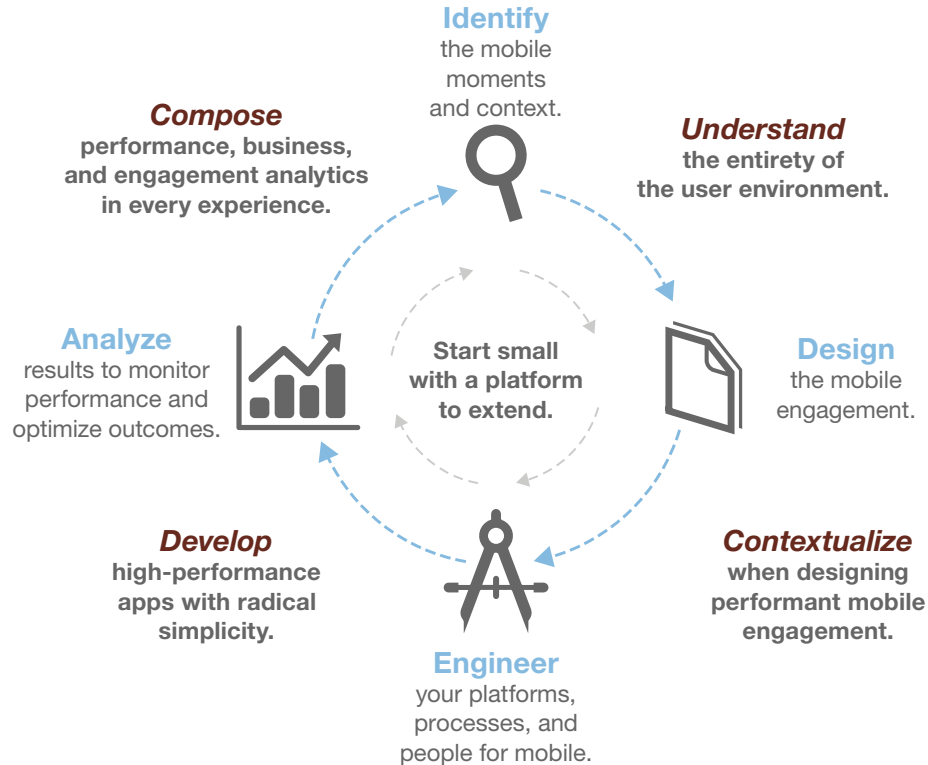 Identify
the mobile
moments
and context.
Compose
performance, business,
and engagement analytics
in every experience.
Understand
the entirety of
the user environment.
Analyze
results to monitor
performance and
optimize outcomes.
Start small
with a platform
to extend.
Design
the mobile
engagement.
Develop
high-performance
apps with radical
simplicity.
Contextualize
when designing
performant mobile
engagement.
Engineer
your platforms,
processes, and
people for mobile.